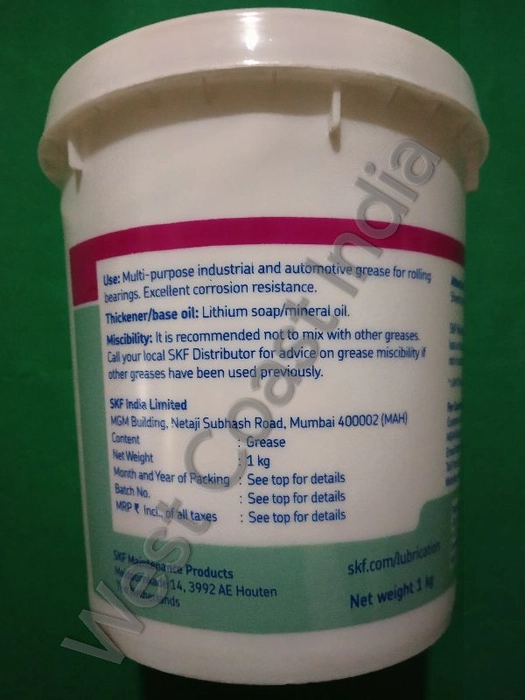 Use: Multi-purpose industrial and automotive grease for rolling
bearings. Excellent corrosion resistance.
Thickener/base oil: Lithium soap/mineral oil.
Miscibility: It is recommended not to mix with other greases.
Call your local SKF Distributor for advice on grease miscibility if
other greases have been used previously.
SKF India Limited
MGM Building, Netaji Subhash Road, Mumbai 400002 (MAH)
Content : Grease
Net Weight : 1 kg
Month and Year of Packing : See top for details
Batch No. : See top for details
MRP ₹ incl., of all taxes : See top for details
SKF Maintenance Products
14, 3992 AE Houten
Netherlands
skf.com/lubrication
Net weight 1 kg
West Coast India